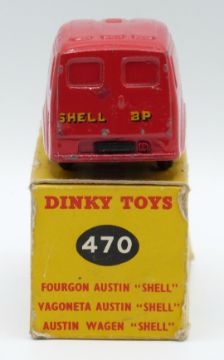 SHELL BP
DINKY TOYS
470
FOURGON AUSTIN "SHELL"
VAGONETA AUSTIN "SHELL"
AUSTIN WAGEN "SHELL"